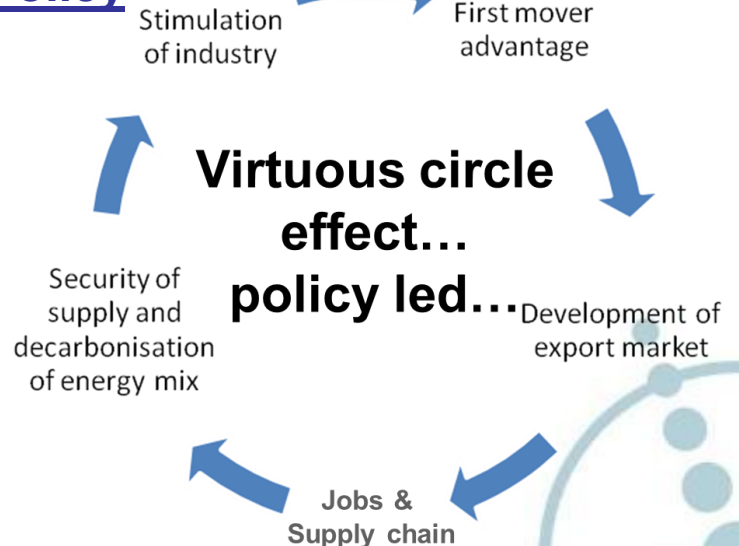 Stimulation
of industry
First mover
advantage
Virtuous circle
effect…
policy led…
Development of
export market
Jobs &
Supply chain
Security of
supply and
decarbonisation
of energy mix